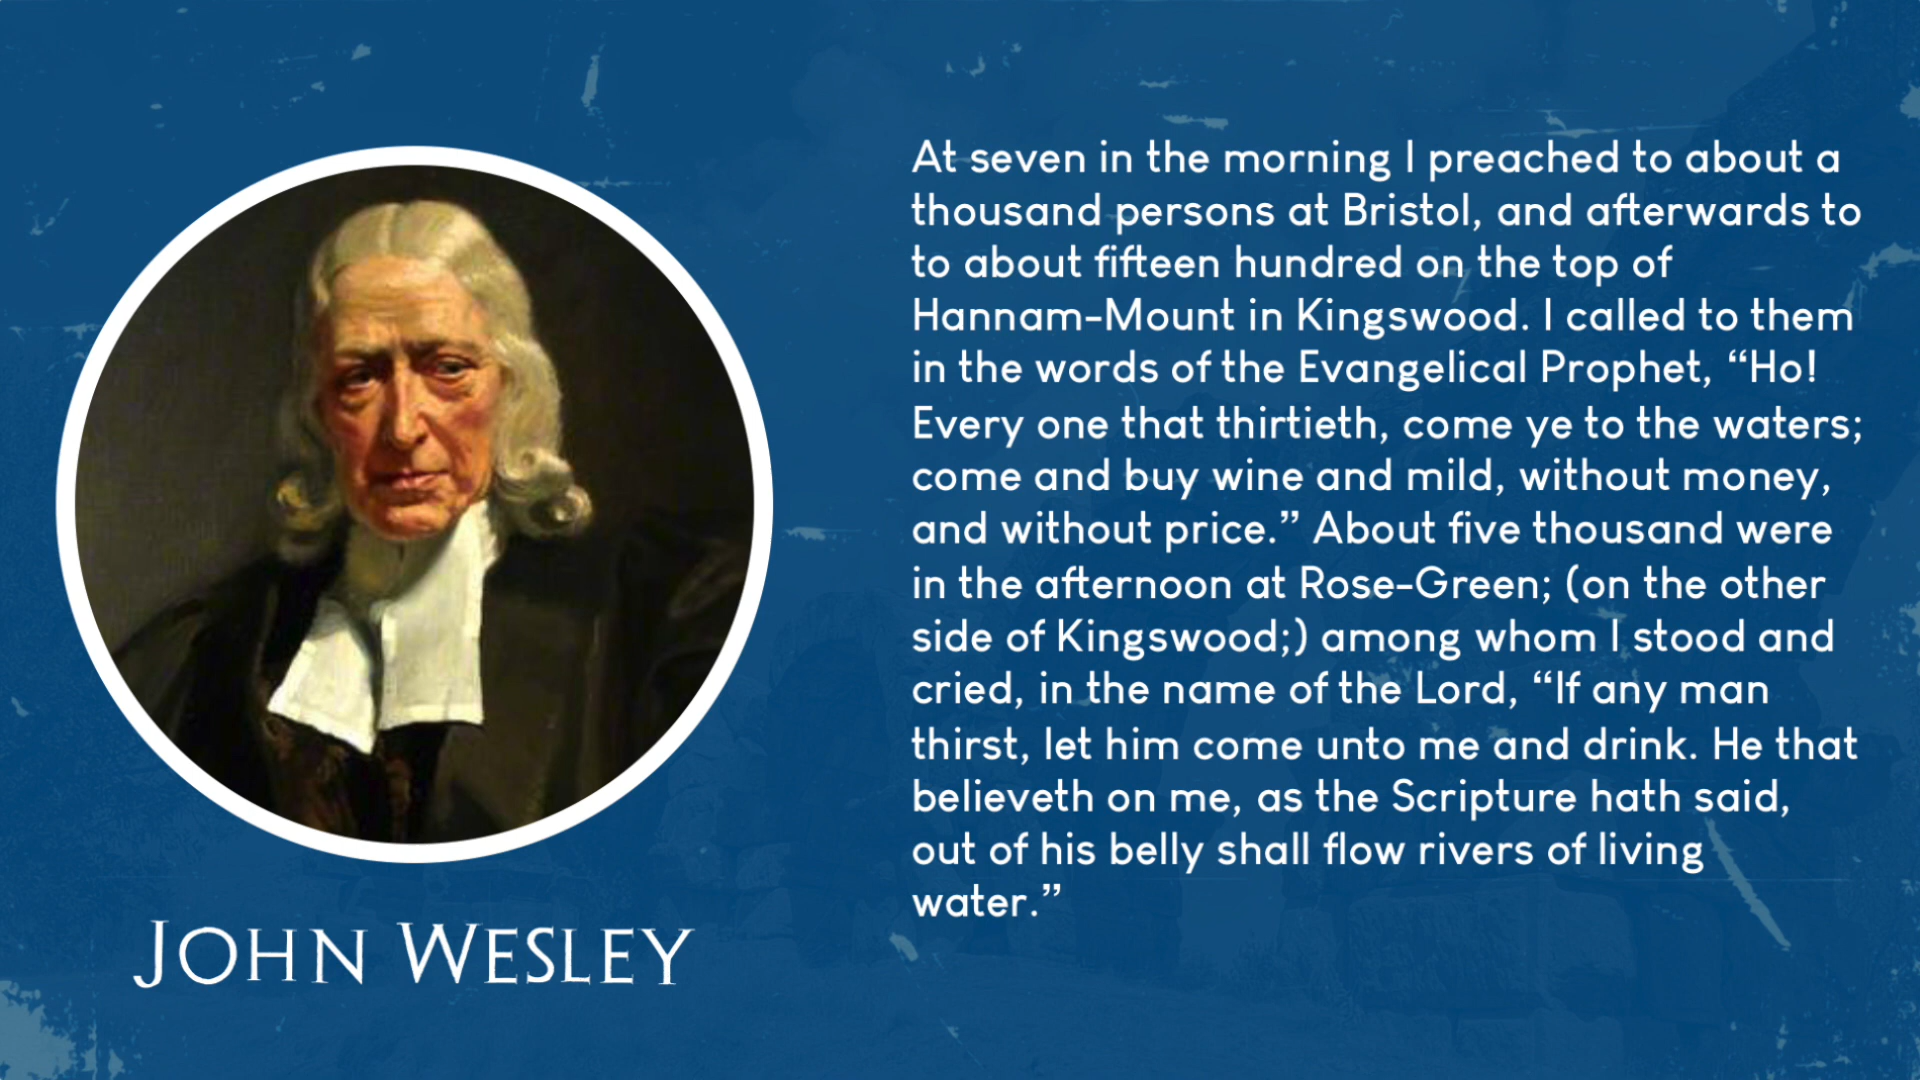 At seven in the morning I preached to about a
thousand persons at Bristol, and afterwards to
to about fifteen hundred on the top of
Hannam-Mount in Kingswood. I called to them
in the words of the Evangelical Prophet, “Ho!
Every one that thirtieth, come ye to the waters;
come and buy wine and mild, without money,
and without price.” About five thousand were
in the afternoon at Rose-Green; (on the other
side of Kingswood;) among whom I stood and
cried, in the name of the Lord, “If any man
thirst, let him come unto me and drink. He that
believeth on me, as the Scripture hath said,
out of his belly shall flow rivers of living
water.”
JOHN WESLEY